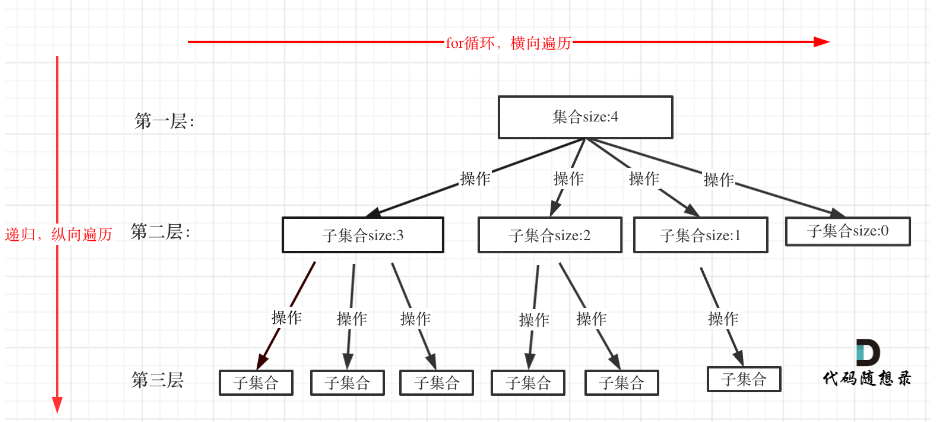 for循环，横向遍历
第一层：
集合size:4
操作
操作
操作
操作
递归，纵向遍历
第二层：
子集合size:3
子集合size:2
子集合size:1
子集合size:0
操作
操作
操作
操作
操作
操作
第三层
子集合
子集合
子集合
子集合
子集合
子集合
代码随想录